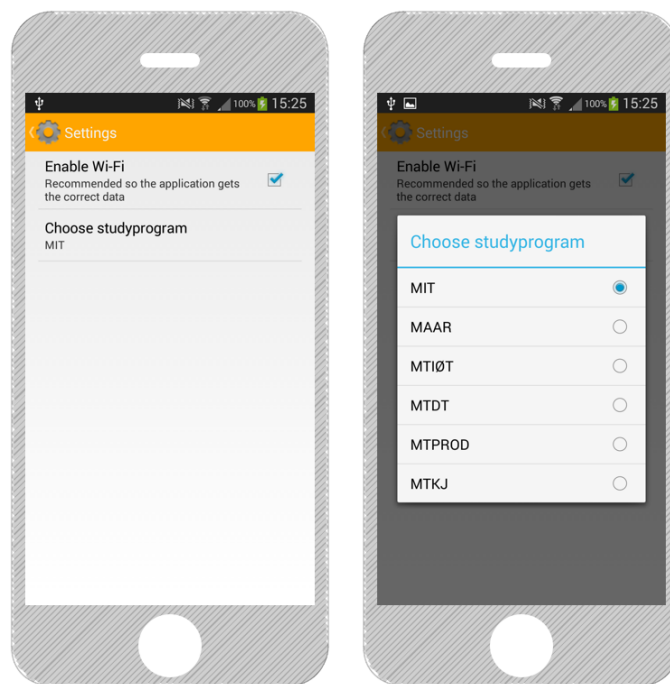 100% 15:25
Settings
Enable Wi-Fi
Recommended so the application gets
the correct data
Choose studyprogram
MIT
100% 15:25
Settings
Enable Wi-Fi
Recommended so the application gets
the correct data
Choose studyprogram
MIT
MAAR
MTIØT
MTDT
MTPROD
MTKJ